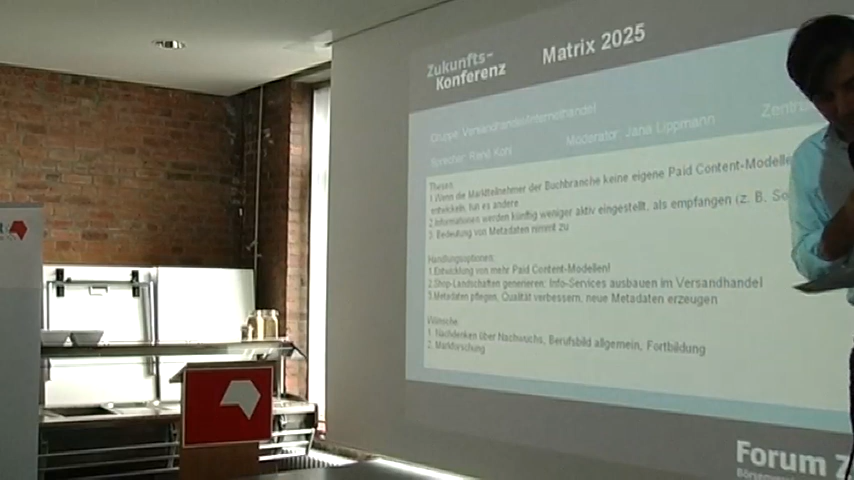 Zukunfts-
Konferenz
Matrix 2025
Gruppe: Versandhandel/Internethandel
Zentra
Sprecher: René Kohl
Moderator: Jana Lippmann
Thesen:
1. Wenn die Marktteilnehmer der Buchbranche keine eigene Paid Content-Modelle
entwickeln, tun es andere
2. Informationen werden künftig weniger aktiv eingestellt, als empfangen (z. B. So
3. Bedeutung von Metadaten nimmt zu
Handlungsoptionen:
1. Entwicklung von mehr Paid Content-Modellen!
2. Shop-Landschaften generieren; Info-Services ausbauen im Versandhandel
3. Metadaten pflegen, Qualität verbessern, neue Metadaten erzeugen
Wünsche:
1. Nachdenken über Nachwuchs, Berufsbild allgemein, Fortbildung
2. Marktforschung
Forum Z
Börsenver